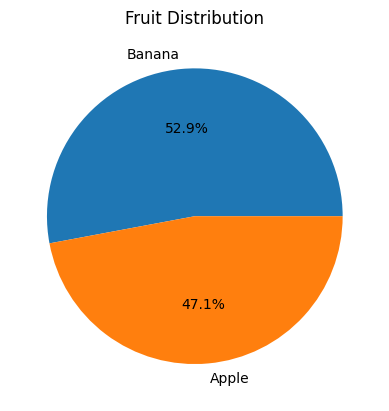 Fruit Distribution
Banana
52.9%
47.1%
Apple